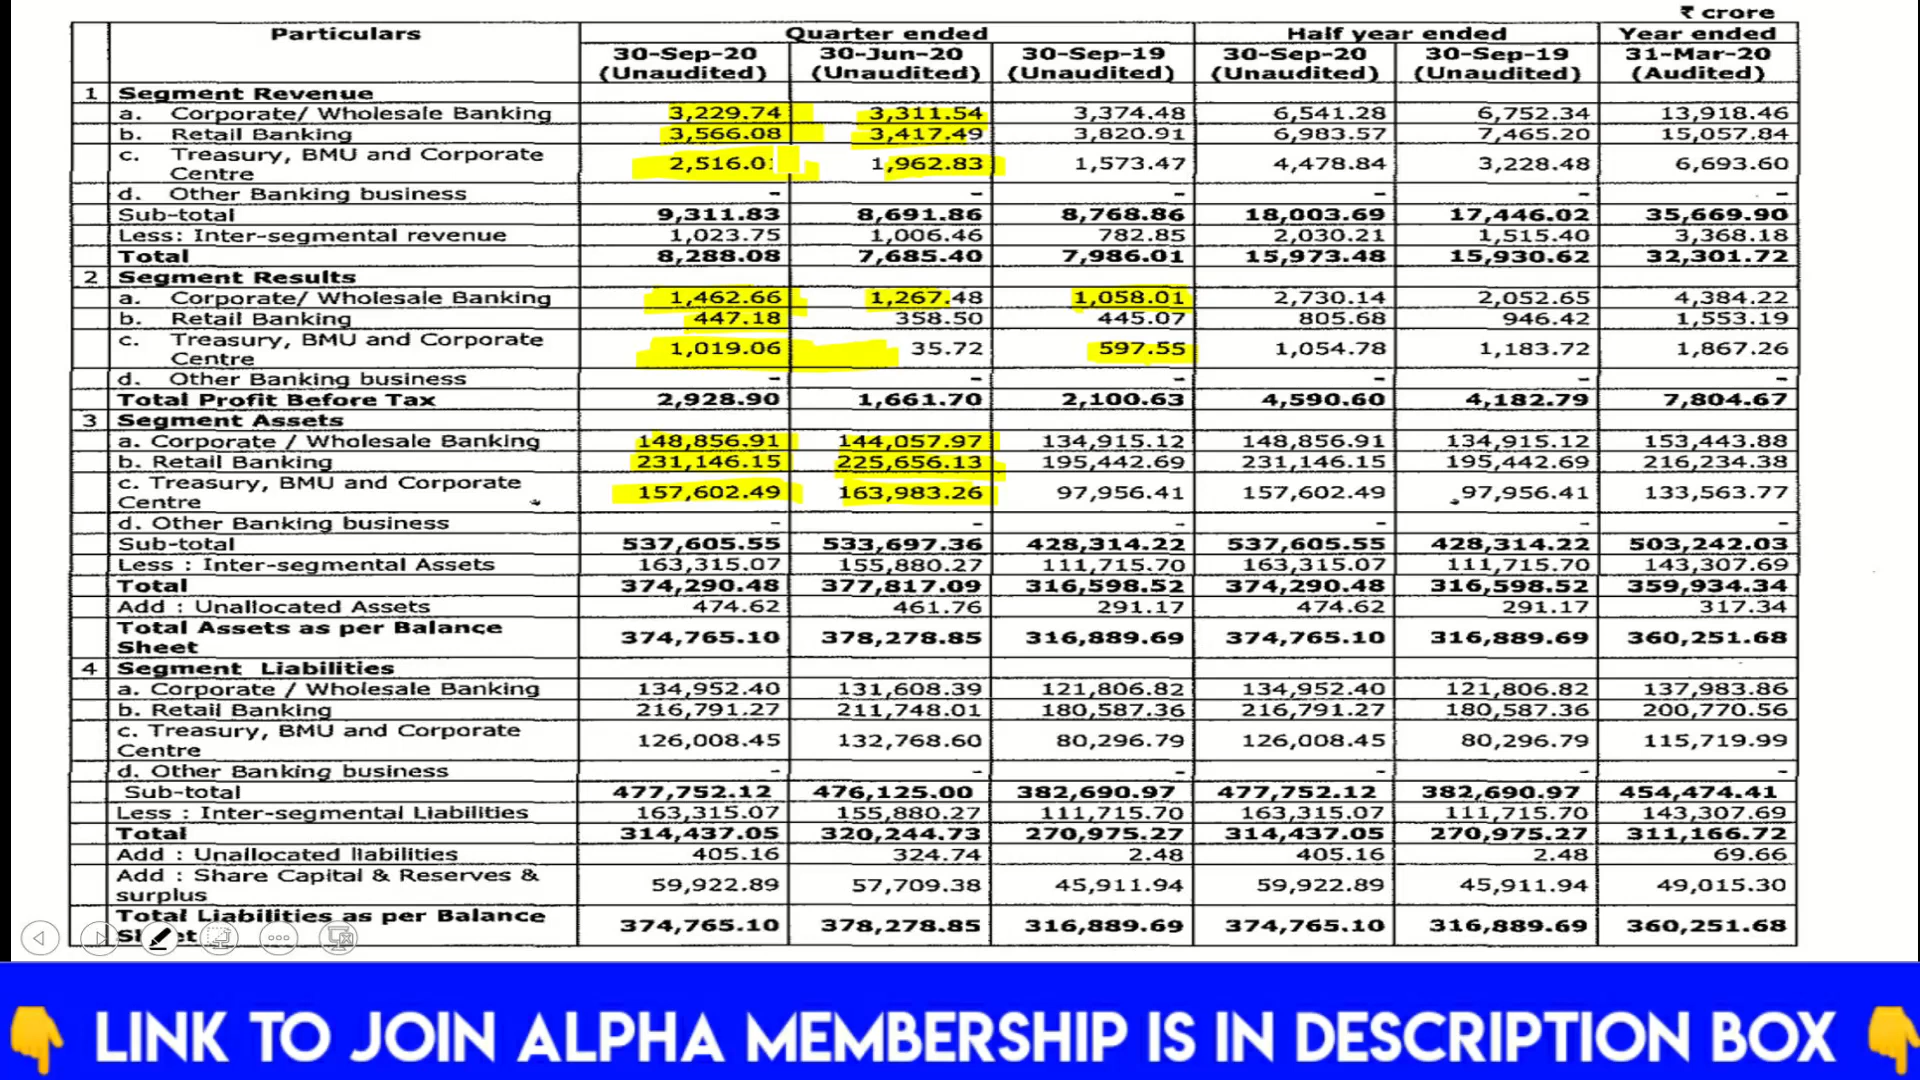 ₹ crore
Particulars Quarter ended Half year ended Year ended
30-Sep-20 30-Jun-20 30-Sep-19 30-Sep-20 30-Sep-19 31-Mar-20
(Unaudited) (Unaudited) (Unaudited) (Unaudited) (Unaudited) (Audited)
1 Segment Revenue
a. Corporate/ Wholesale Banking 3,229.74 3,311.54 3,374.48 6,541.28 6,752.34 13,918.46
b. Retail Banking 3,566.08 3,417.49 3,820.91 6,983.57 7,465.20 15,057.84
c. Treasury, BMU and Corporate
Centre 2,516.01 1,962.83 1,573.47 4,478.84 3,228.48 6,693.60
d. Other Banking business - - - - - -
Sub-total 9,311.83 8,691.86 8,768.86 18,003.69 17,446.02 35,669.90
Less: Inter-segmental revenue 1,023.75 1,006.46 782.85 2,030.21 1,515.40 3,368.18
Total 8,288.08 7,685.40 7,986.01 15,973.48 15,930.62 32,301.72
2 Segment Results
a. Corporate/ Wholesale Banking 1,462.66 1,267.48 1,058.01 2,730.14 2,052.65 4,384.22
b. Retail Banking 447.18 358.50 445.07 805.68 946.42 1,553.19
c. Treasury, BMU and Corporate
Centre 1,019.06 35.72 597.55 1,054.78 1,183.72 1,867.26
d. Other Banking business - - - - - -
Total Profit Before Tax 2,928.90 1,661.70 2,100.63 4,590.60 4,182.79 7,804.67
3 Segment Assets
a. Corporate / Wholesale Banking 148,856.91 144,057.97 134,915.12 148,856.91 134,915.12 153,443.88
b. Retail Banking 231,146.15 225,656.13 195,442.69 231,146.15 195,442.69 216,234.38
c. Treasury, BMU and Corporate
Centre 157,602.49 163,983.26 97,956.41 157,602.49 97,956.41 133,563.77
d. Other Banking business - - - - - -
Sub-total 537,605.55 533,697.36 428,314.22 537,605.55 428,314.22 503,242.03
Less : Inter-segmental Assets 163,315.07 155,880.27 111,715.70 163,315.07 111,715.70 143,307.69
Total 374,290.48 377,817.09 316,598.52 374,290.48 316,598.52 359,934.34
Add : Unallocated Assets 474.62 461.76 291.17 474.62 291.17 317.34
Total Assets as per Balance
Sheet 374,765.10 378,278.85 316,889.69 374,765.10 316,889.69 360,251.68
4 Segment Liabilities
a. Corporate / Wholesale Banking 134,952.40 131,608.39 121,806.82 134,952.40 121,806.82 137,983.86
b. Retail Banking 216,791.27 211,748.01 180,587.36 216,791.27 180,587.36 200,770.56
c. Treasury, BMU and Corporate
Centre 126,008.45 132,768.60 80,296.79 126,008.45 80,296.79 115,719.99
d. Other Banking business - - - - - -
Sub-total 477,752.12 476,125.00 382,690.97 477,752.12 382,690.97 454,474.41
Less : Inter-segmental Liabilities 163,315.07 155,880.27 111,715.70 163,315.07 111,715.70 143,307.69
Total 314,437.05 320,244.73 270,975.27 314,437.05 270,975.27 311,166.72
Add : Unallocated liabilities 405.16 324.74 2.48 405.16 2.48 69.66
Add : Share Capital & Reserves &
surplus 59,922.89 57,709.38 45,911.94 59,922.89 45,911.94 49,015.30
Total Liabilities as per Balance
Sheet 374,765.10 378,278.85 316,889.69 374,765.10 316,889.69 360,251.68
LINK TO JOIN ALPHA MEMBERSHIP IS IN DESCRIPTION BOX